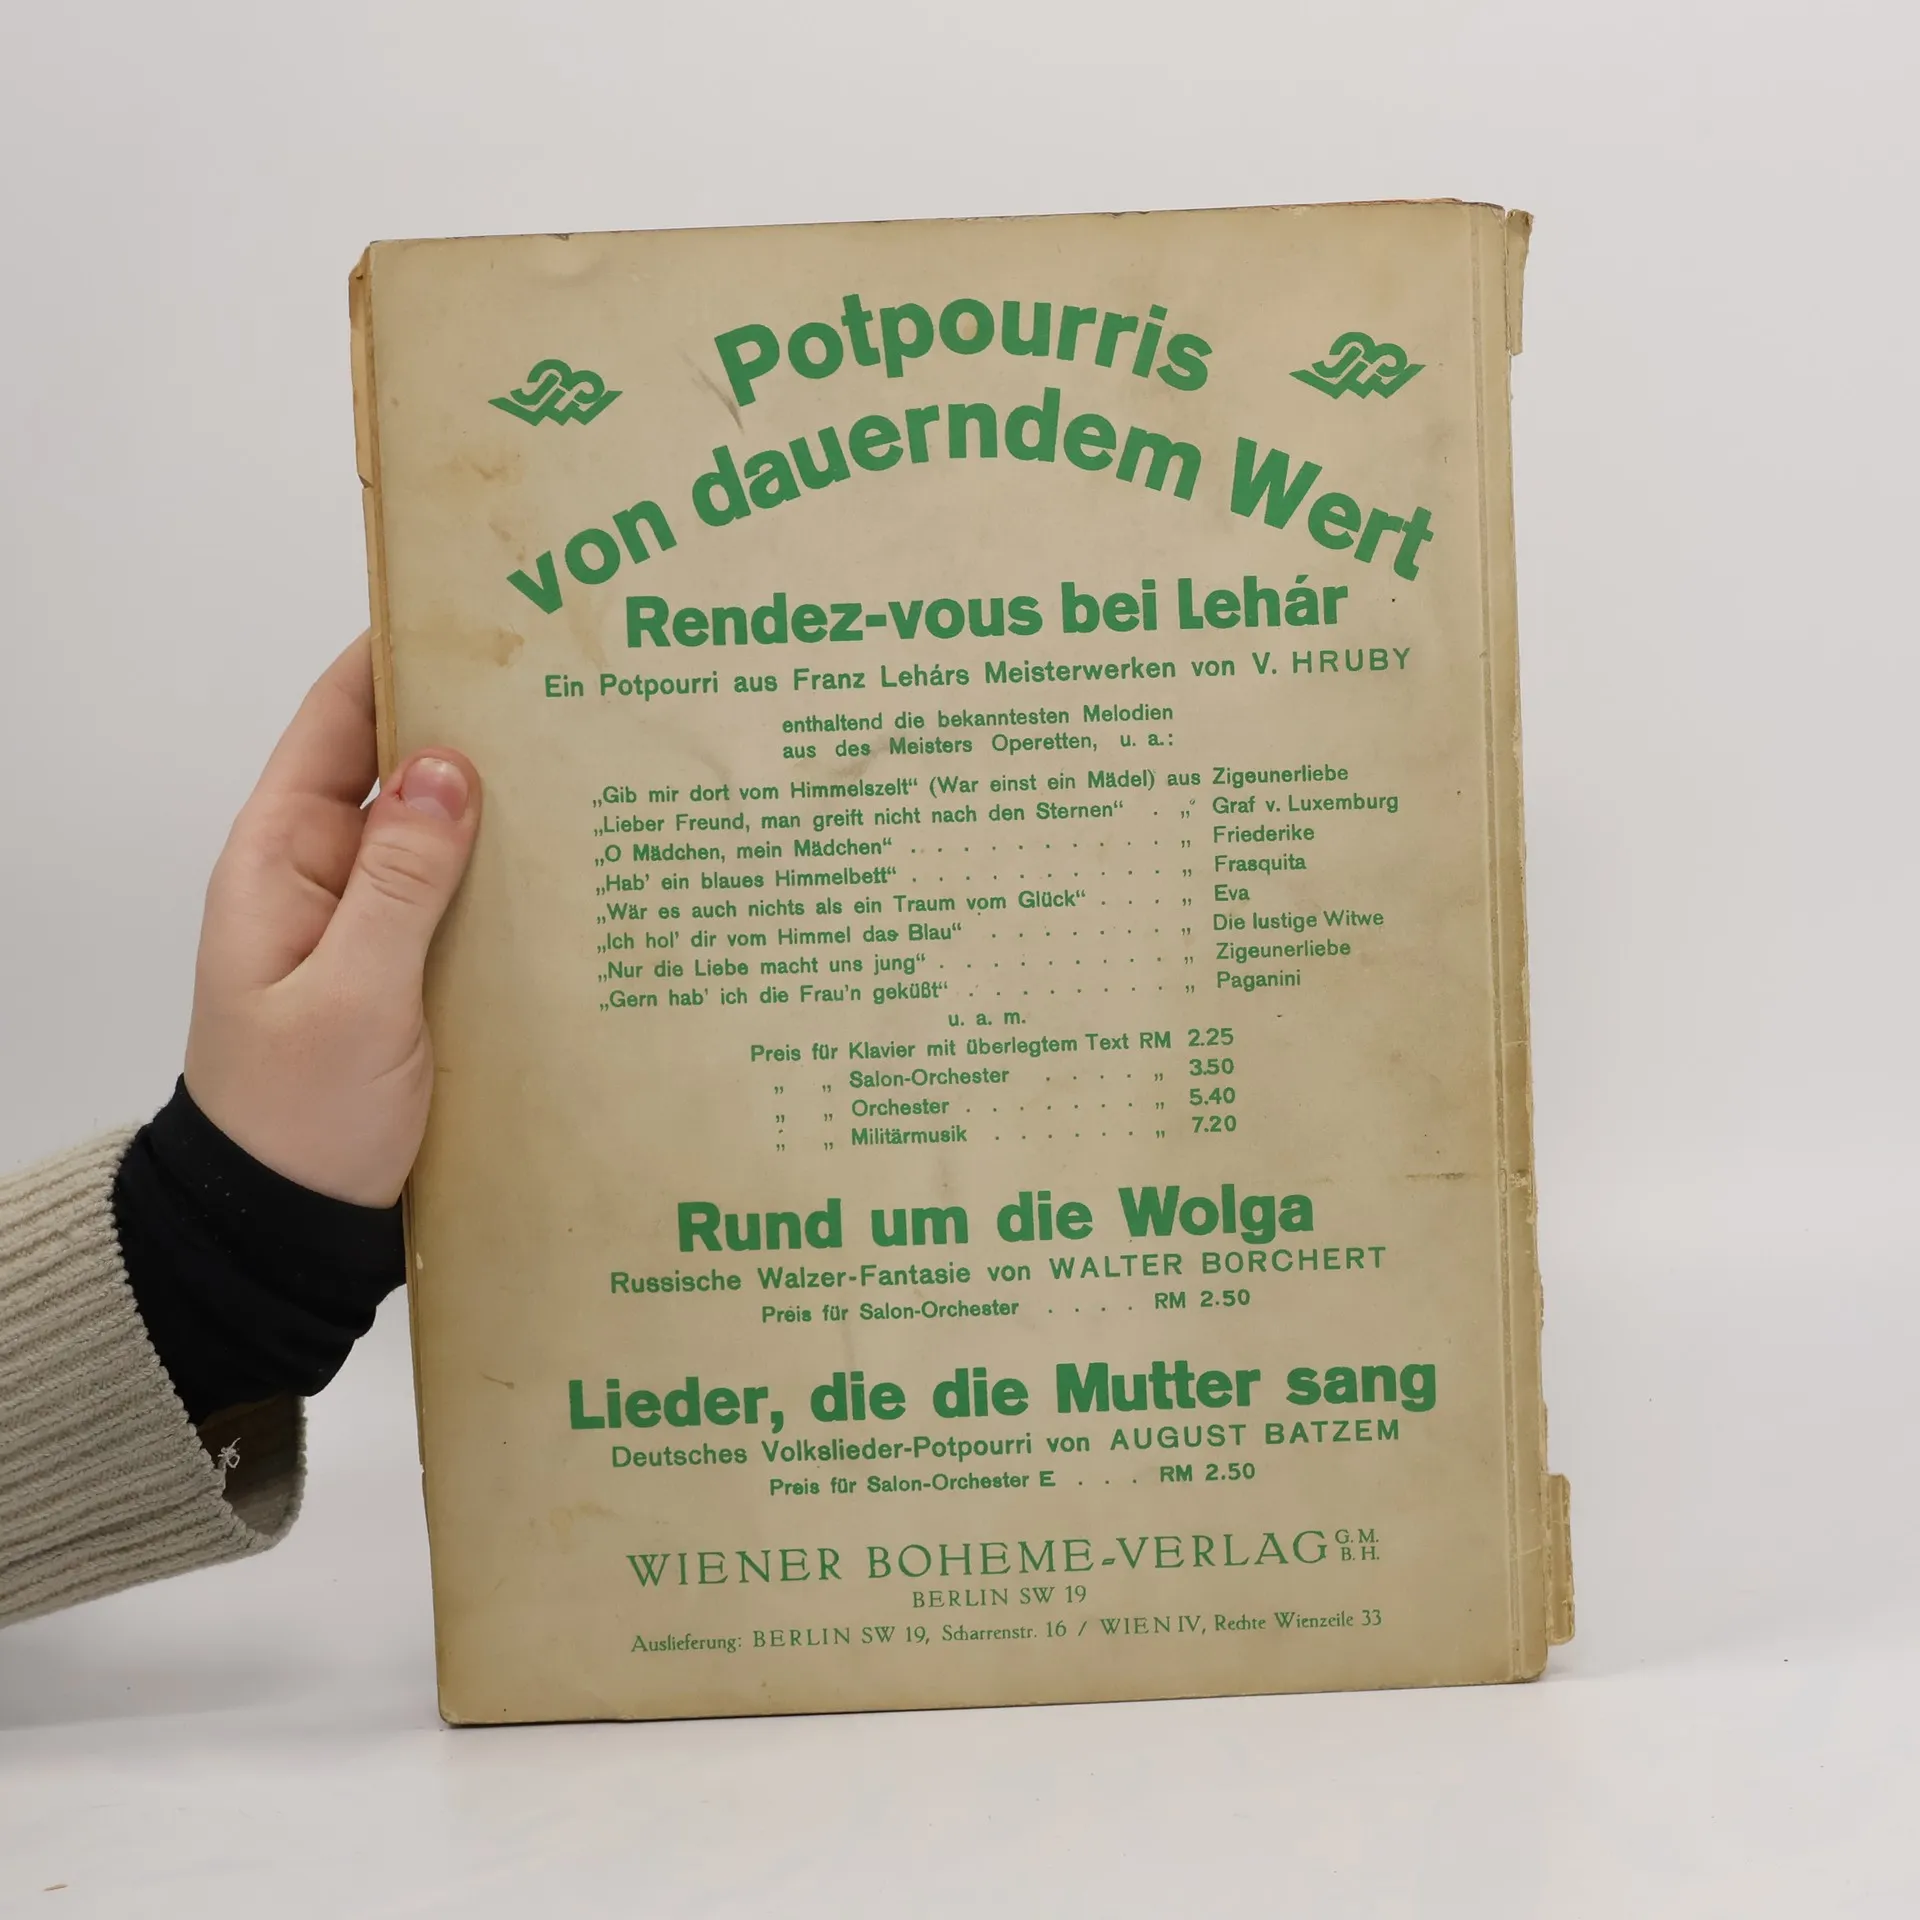 Potpourris
von dauerndem Wert
Rendez-vous bei Lehár
Ein Potpourri aus Franz Lehárs Meisterwerken von V. HRUBY
enthaltend die bekanntesten Melodien
aus des Meisters Operetten, u. a.:
„Gib mir dort vom Himmelszelt“ (War einst ein Mädel) aus Zigeunerliebe
„Lieber Freund, man greift nicht nach den Sternen“ . „ Graf v. Luxemburg
„O Mädchen, mein Mädchen“ . . . . . . . . . . „ Friederike
„Hab' ein blaues Himmelbett“ . . . . . . . . . . „ Frasquita
„Wär es auch nichts als ein Traum vom Glück“ . . . „ Eva
„Ich hol' dir vom Himmel das Blau“ . . . . . . . „ Die lustige Witwe
„Nur die Liebe macht uns jung“ . . . . . . . . . „ Zigeunerliebe
„Gern hab' ich die Frau'n geküßt“ . . . . . . . . „ Paganini
u. a. m.
Preis für Klavier mit überlegtem Text RM 2.25
„ „ Salon-Orchester . . . . „ 3.50
„ „ Orchester . . . . . . . „ 5.40
„ „ Militärmusik . . . . . . „ 7.20
Rund um die Wolga
Russische Walzer-Fantasie von WALTER BORCHERT
Preis für Salon-Orchester . . . . RM 2.50
Lieder, die die Mutter sang
Deutsches Volkslieder-Potpourri von AUGUST BATZEM
Preis für Salon-Orchester E . . . RM 2.50
WIENER BOHEME-VERLAG G. M. B. H.
BERLIN SW 19
Auslieferung: BERLIN SW 19, Scharrenstr. 16 / WIEN IV, Rechte Wienzeile 33